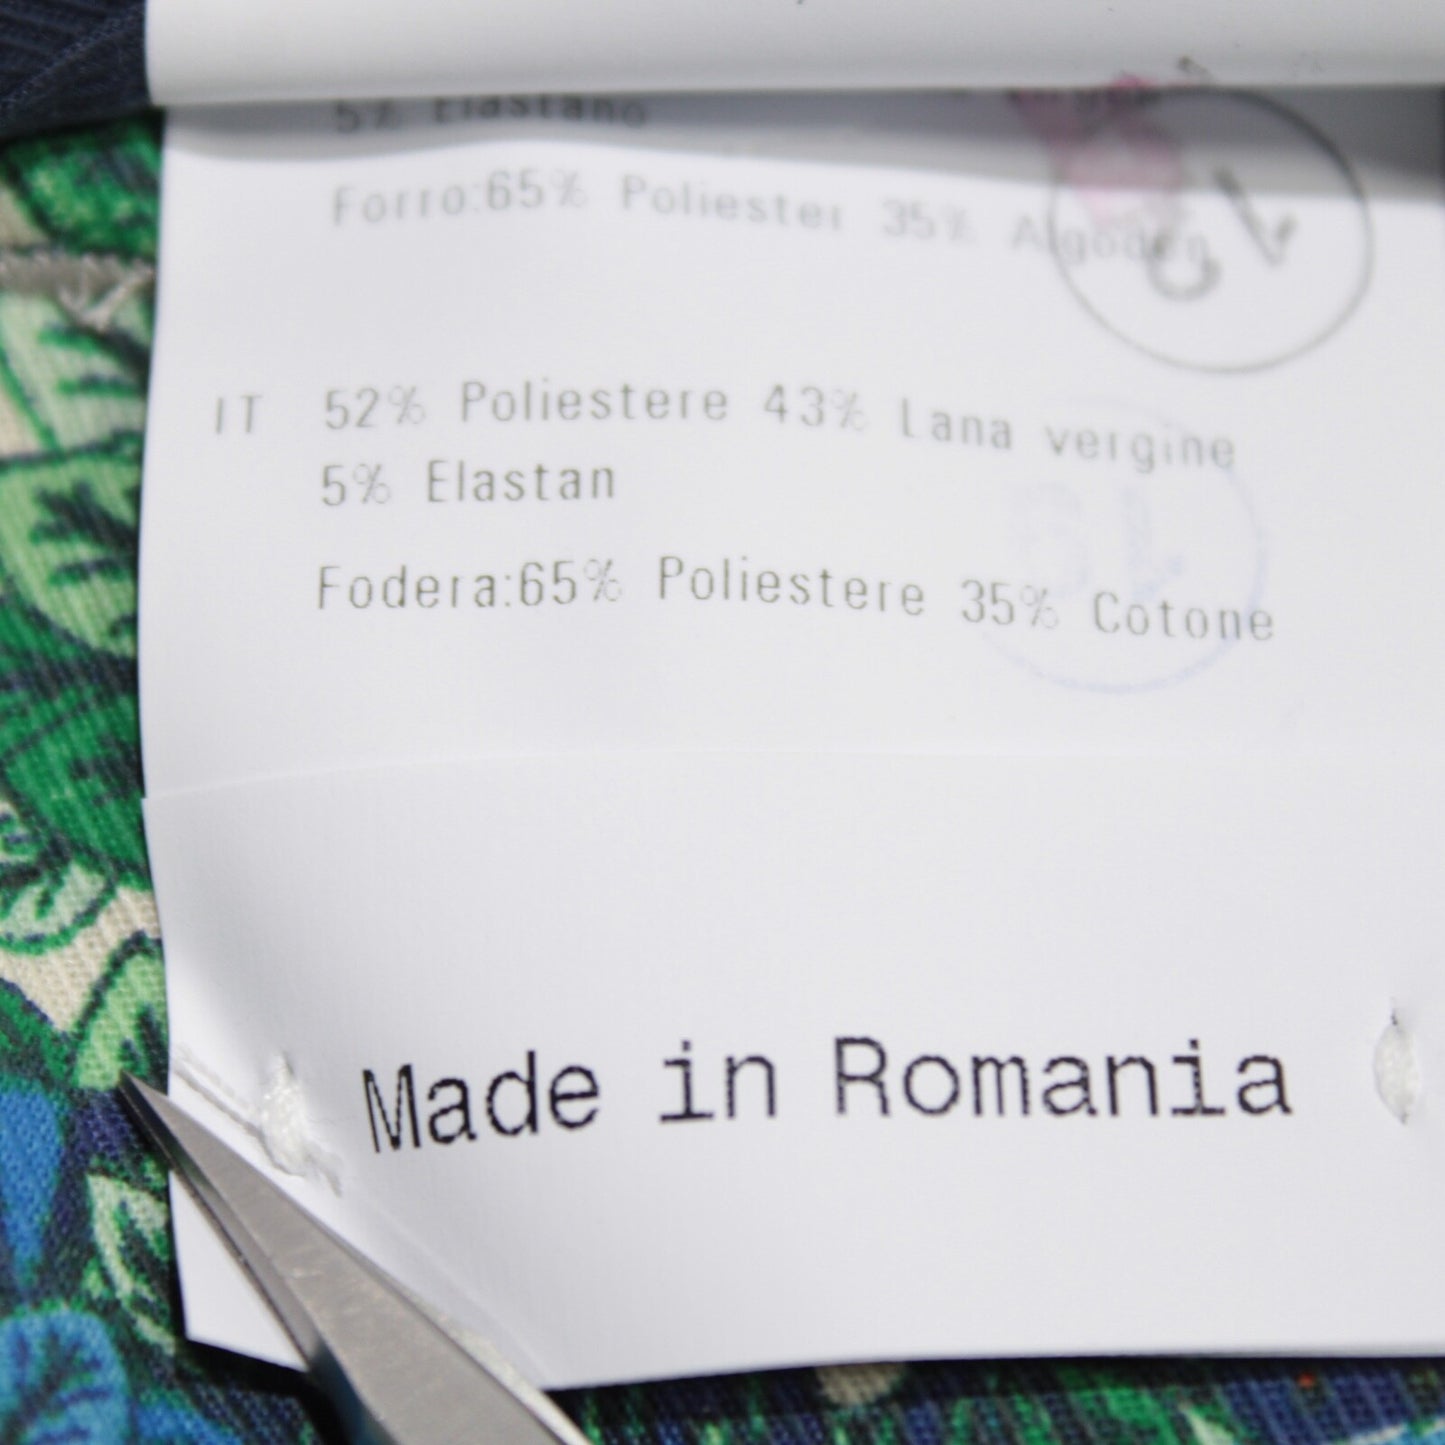 5% Elastano
Forro:65% Poliester 35% Algodón
IT 52% Poliestere 43% Lana vergine
5% Elastan
Fodera:65% Poliestere 35% Cotone
Made in Romania